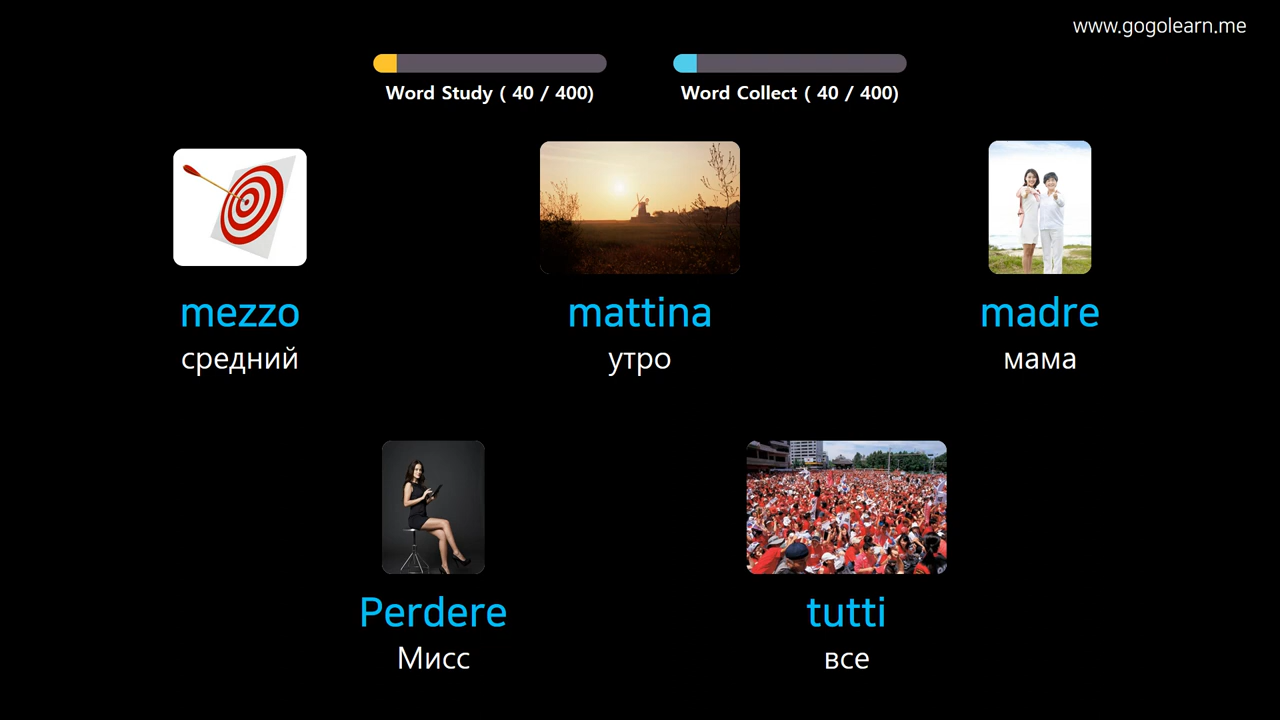 www.gogolearn.me
Word Study ( 40 / 400)
Word Collect ( 40 / 400)
mezzo
средний
mattina
утро
madre
мама
Perdere
Мисс
tutti
все